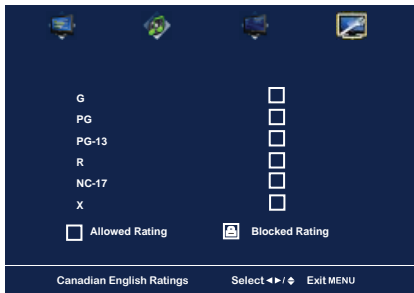 G
PG
PG-13
R
NC-17
X
Allowed Rating Blocked Rating
Canadian English Ratings Select ◄►/ ⬥ Exit MENU